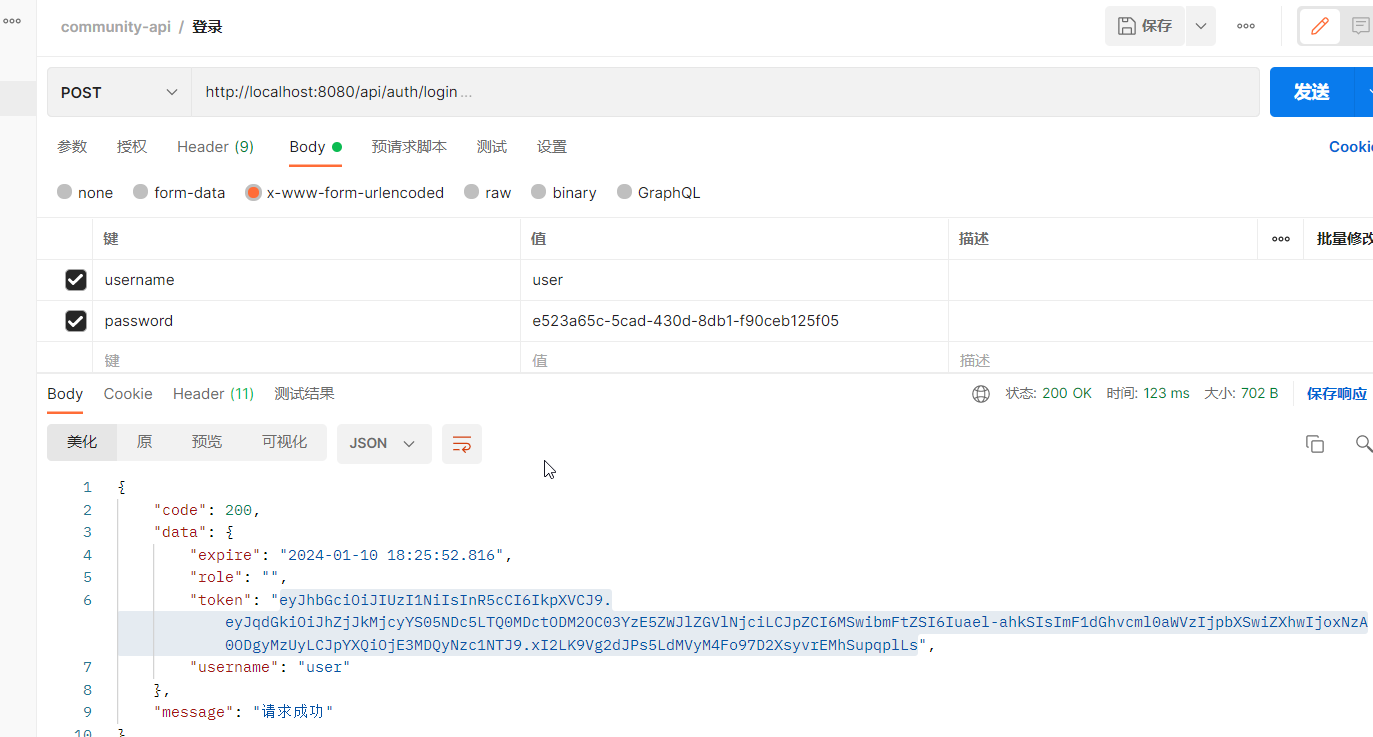 community-api / 登录
保存
POST
http://localhost:8080/api/auth/login ...
发送
参数 授权 Header (9) Body 预请求脚本 测试 设置
none form-data x-www-form-urlencoded raw binary GraphQL
键 值 描述 批量修改
username user
password e523a65c-5cad-430d-8db1-f90ceb125f05
键 值 描述
Body Cookie Header (11) 测试结果 状态: 200 OK 时间: 123 ms 大小: 702 B 保存响应
美化 原 预览 可视化 JSON
1 {
2 "code": 200,
3 "data": {
4 "expire": "2024-01-10 18:25:52.816",
5 "role": "",
6 "token": "eyJhbGciOiJIUzI1NiIsInR5cCI6IkpXVCJ9.
eyJqdGkiOiJhZjJkMjcyYS05NDc5LTQ0MDctODM2OC03YzE5ZWJlZGVlNjciLCJpZCI6MSwibmFtZSI6Iuael-ahkSIsImF1dGhvcml0aWVzIjpbXSwiZXhwIjoxNzA
0ODgyMzUyLCJpYXQiOjE3MDQyNzc1NTJ9.xI2LK9Vg2dJPs5LdMVyM4Fo97D2XsyvrEMhSupqplLs",
7 "username": "user"
8 },
9 "message": "请求成功"
10 }